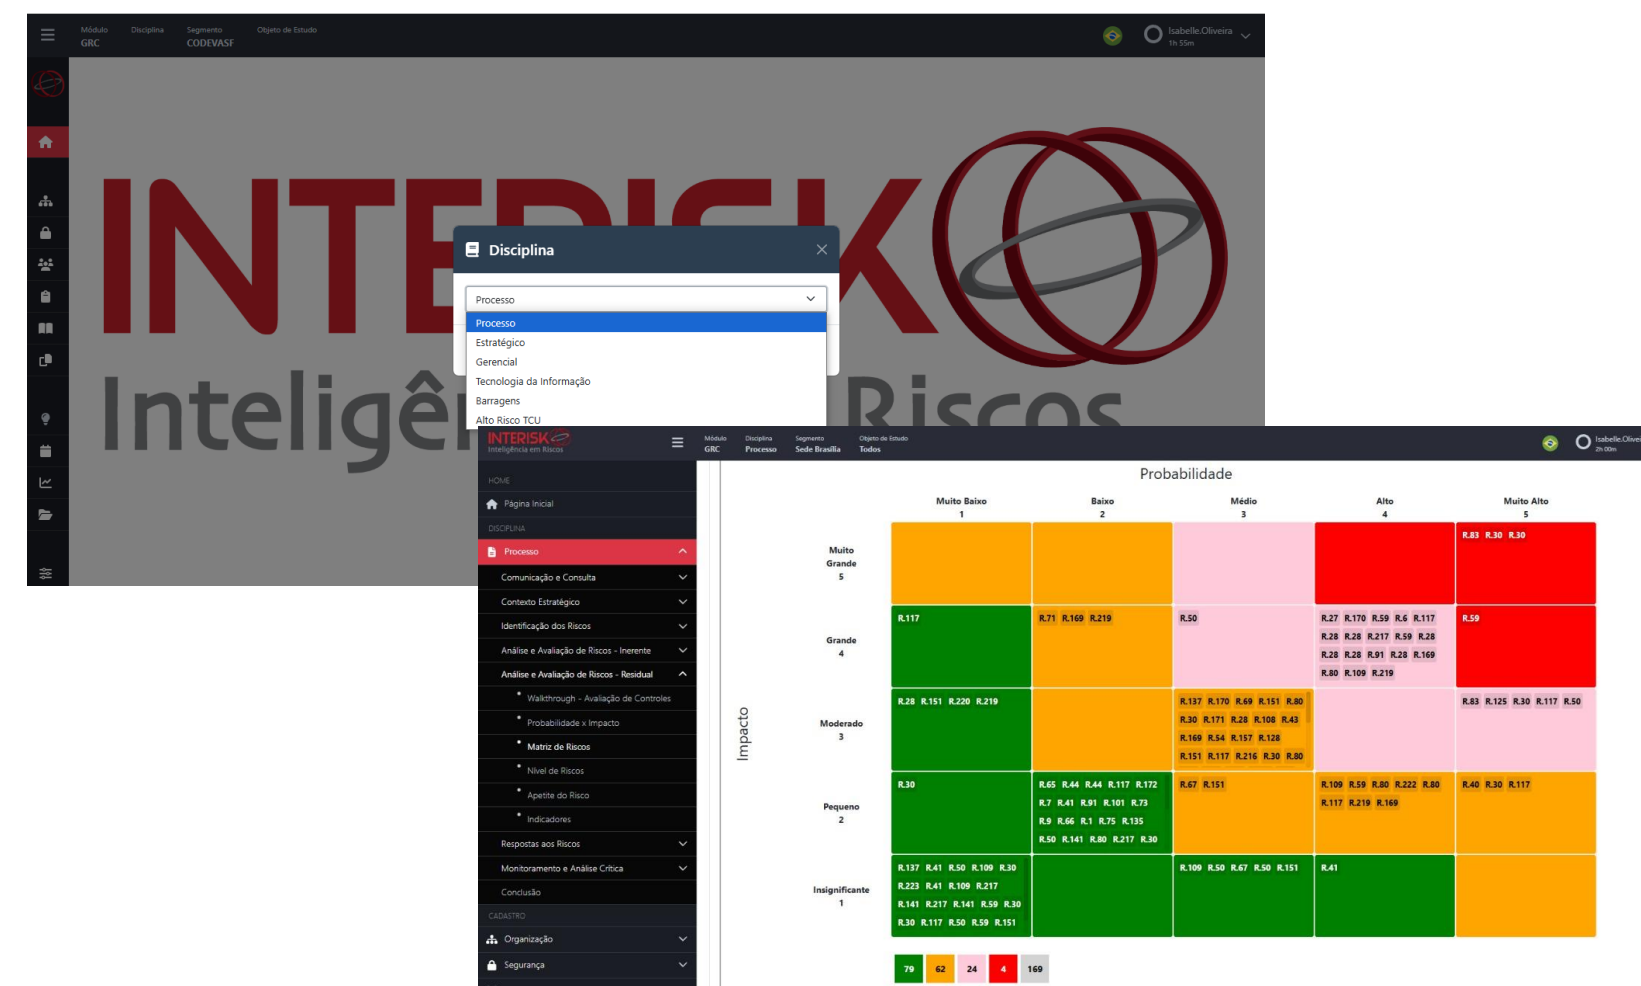 Módulo
GRC
Disciplina
Segmento
CODEVASF
Objeto de Estudo
Isabelle.Oliveira
1h 55m
INTERISK
Inteligê
Riscos
Disciplina
Processo
Processo
Estratégico
Gerencial
Tecnologia da Informação
Barragens
Alto Risco TCU
INTERISK
Inteligência em Riscos
Módulo
GRC
Disciplina
Processo
Segmento
Sede Brasília
Objeto de Estudo
Todos
Isabelle.Olivei
2h 00m
HOME
Página Inicial
DISCIPLINA
Processo
Comunicação e Consulta
Contexto Estratégico
Identificação dos Riscos
Análise e Avaliação de Riscos - Inerente
Análise e Avaliação de Riscos - Residual
Walkthrough - Avaliação de Controles
Probabilidade x Impacto
Matriz de Riscos
Nível de Riscos
Apetite do Risco
Indicadores
Respostas aos Riscos
Monitoramento e Análise Crítica
Conclusão
CADASTRO
Organização
Segurança
Probabilidade
Muito Baixo
1
Baixo
2
Médio
3
Alto
4
Muito Alto
5
Impacto
Muito
Grande
5
R.83 R.30 R.30
Grande
4
R.117
R.71 R.169 R.219
R.50
R.27 R.170 R.59 R.6 R.117
R.28 R.28 R.217 R.59 R.28
R.28 R.28 R.91 R.28 R.169
R.80 R.109 R.219
R.59
Moderado
3
R.28 R.151 R.220 R.219
R.137 R.170 R.69 R.151 R.80
R.30 R.171 R.28 R.108 R.43
R.169 R.54 R.157 R.128
R.151 R.117 R.216 R.30 R.80
R.83 R.125 R.30 R.117 R.50
Pequeno
2
R.30
R.65 R.44 R.44 R.117 R.172
R.7 R.41 R.91 R.101 R.73
R.9 R.66 R.1 R.75 R.135
R.50 R.141 R.80 R.217 R.30
R.67 R.151
R.109 R.59 R.80 R.222 R.80
R.117 R.219 R.169
R.40 R.30 R.117
Insignificante
1
R.137 R.41 R.50 R.109 R.30
R.223 R.41 R.109 R.217
R.141 R.217 R.141 R.59 R.30
R.30 R.117 R.50 R.59 R.151
R.109 R.50 R.67 R.50 R.151
R.41
79 62 24 4 169